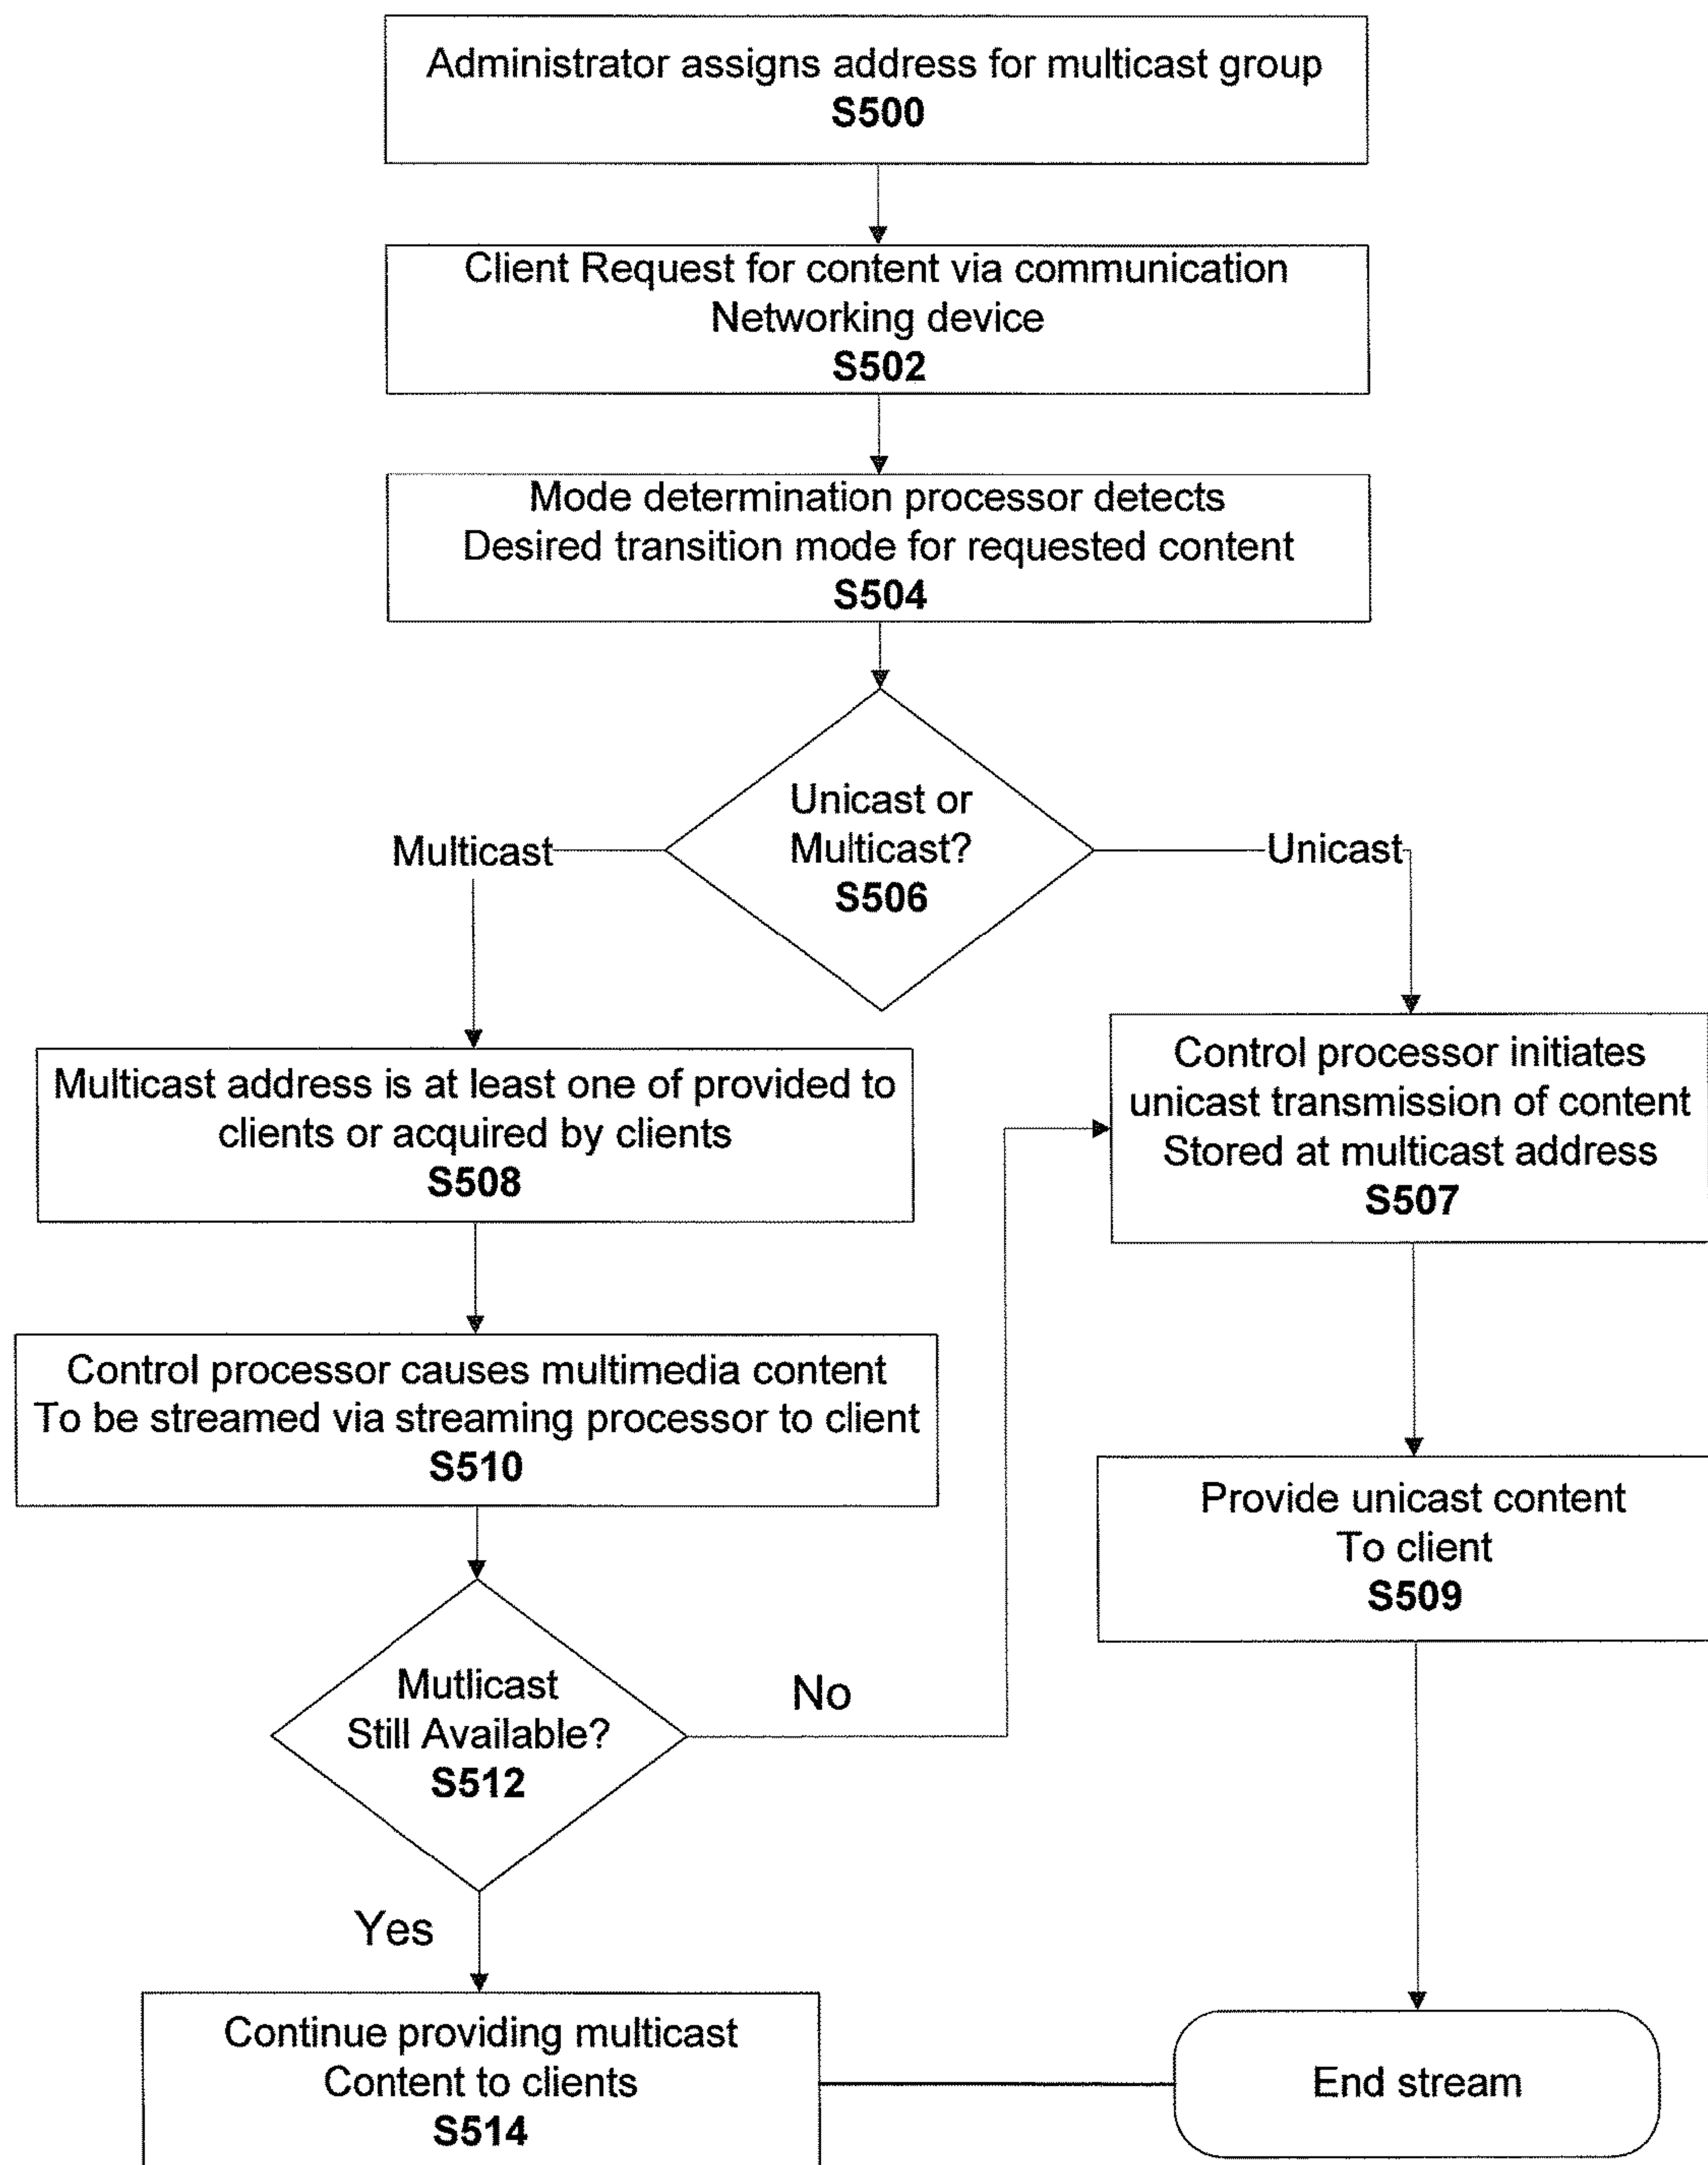 Administrator assigns address for multicast group
S500
Client Request for content via communication
Networking device
S502
Mode determination processor detects
Desired transition mode for requested content
S504
Unicast or
Multicast?
S506
Multicast
Unicast
Multicast address is at least one of provided to
clients or acquired by clients
S508
Control processor initiates
unicast transmission of content
Stored at multicast address
S507
Control processor causes multimedia content
To be streamed via streaming processor to client
S510
Provide unicast content
To client
S509
Mutlicast
Still Available?
S512
No
Yes
Continue providing multicast
Content to clients
S514
End stream